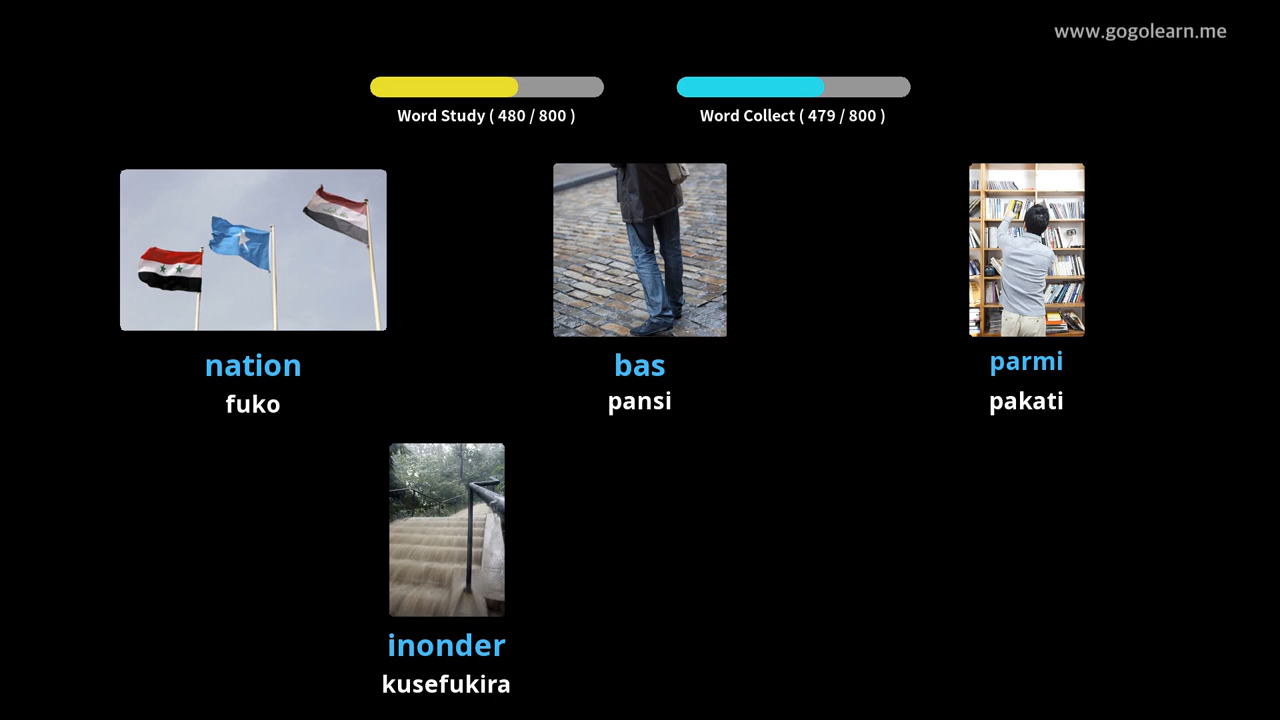 www.gogolearn.me
Word Study ( 480 / 800 )
Word Collect ( 479 / 800 )
nation
fuko
bas
pansi
parmi
pakati
inonder
kusefukira